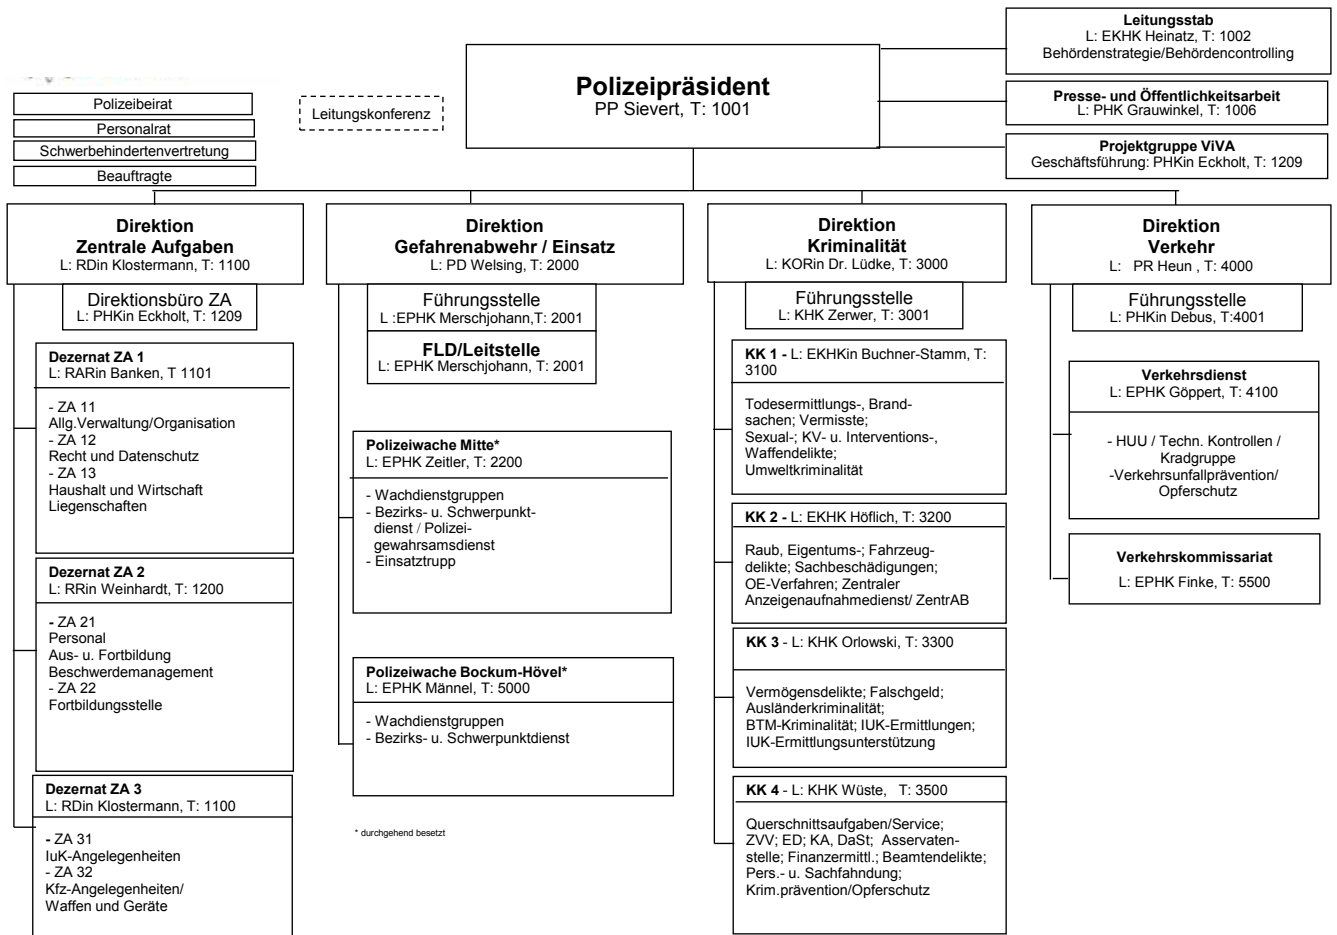 Leitungsstab
L: EKHK Heinatz, T: 1002
Behördenstrategie/Behördencontrolling
Polizeipräsident
PP Sievert, T: 1001
Presse- und Öffentlichkeitsarbeit
L: PHK Grauwinkel, T: 1006
Projektgruppe ViVA
Geschäftsführung: PHKin Eckholt, T: 1209
Polizeibeirat
Personalrat
Schwerbehindertenvertretung
Beauftragte
Leitungskonferenz
Direktion
Zentrale Aufgaben
L: RDin Klostermann, T: 1100
Direktionsbüro ZA
L: PHKin Eckholt, T: 1209
Dezernat ZA 1
L: RARin Banken, T 1101
- ZA 11
Allg.Verwaltung/Organisation
- ZA 12
Recht und Datenschutz
- ZA 13
Haushalt und Wirtschaft
Liegenschaften
Dezernat ZA 2
L: RRin Weinhardt, T: 1200
- ZA 21
Personal
Aus- u. Fortbildung
Beschwerdemanagement
- ZA 22
Fortbildungsstelle
Dezernat ZA 3
L: RDin Klostermann, T: 1100
- ZA 31
IuK-Angelegenheiten
- ZA 32
Kfz-Angelegenheiten/
Waffen und Geräte
Direktion
Gefahrenabwehr / Einsatz
L: PD Welsing, T: 2000
Führungsstelle
L :EPHK Merschjohann,T: 2001
FLD/Leitstelle
L: EPHK Merschjohann, T: 2001
Polizeiwache Mitte*
L: EPHK Zeitler, T: 2200
- Wachdienstgruppen
- Bezirks- u. Schwerpunkt-
dienst / Polizei-
gewahrsamsdienst
- Einsatztrupp
Polizeiwache Bockum-Hövel*
L: EPHK Männel, T: 5000
- Wachdienstgruppen
- Bezirks- u. Schwerpunktdienst
* durchgehend besetzt
Direktion
Kriminalität
L: KORin Dr. Lüdke, T: 3000
Führungsstelle
L: KHK Zerwer, T: 3001
KK 1 - L: EKHKin Buchner-Stamm, T:
3100
Todesermittlungs-, Brand-
sachen; Vermisste;
Sexual-; KV- u. Interventions-,
Waffendelikte;
Umweltkriminalität
KK 2 - L: EKHK Höflich, T: 3200
Raub, Eigentums-; Fahrzeug-
delikte; Sachbeschädigungen;
OE-Verfahren; Zentraler
Anzeigenaufnahmedienst/ ZentrAB
KK 3 - L: KHK Orlowski, T: 3300
Vermögensdelikte; Falschgeld;
Ausländerkriminalität;
BTM-Kriminalität; IUK-Ermittlungen;
IUK-Ermittlungsunterstützung
KK 4 - L: KHK Wüste, T: 3500
Querschnittsaufgaben/Service;
ZVV; ED; KA, DaSt; Asservaten-
stelle; Finanzermittl.; Beamtendelikte;
Pers.- u. Sachfahndung;
Krim.prävention/Opferschutz
Direktion
Verkehr
L: PR Heun , T: 4000
Führungsstelle
L: PHKin Debus, T:4001
Verkehrsdienst
L: EPHK Göppert, T: 4100
- HUU / Techn. Kontrollen /
Kradgruppe
-Verkehrsunfallprävention/
Opferschutz
Verkehrskommissariat
L: EPHK Finke, T: 5500